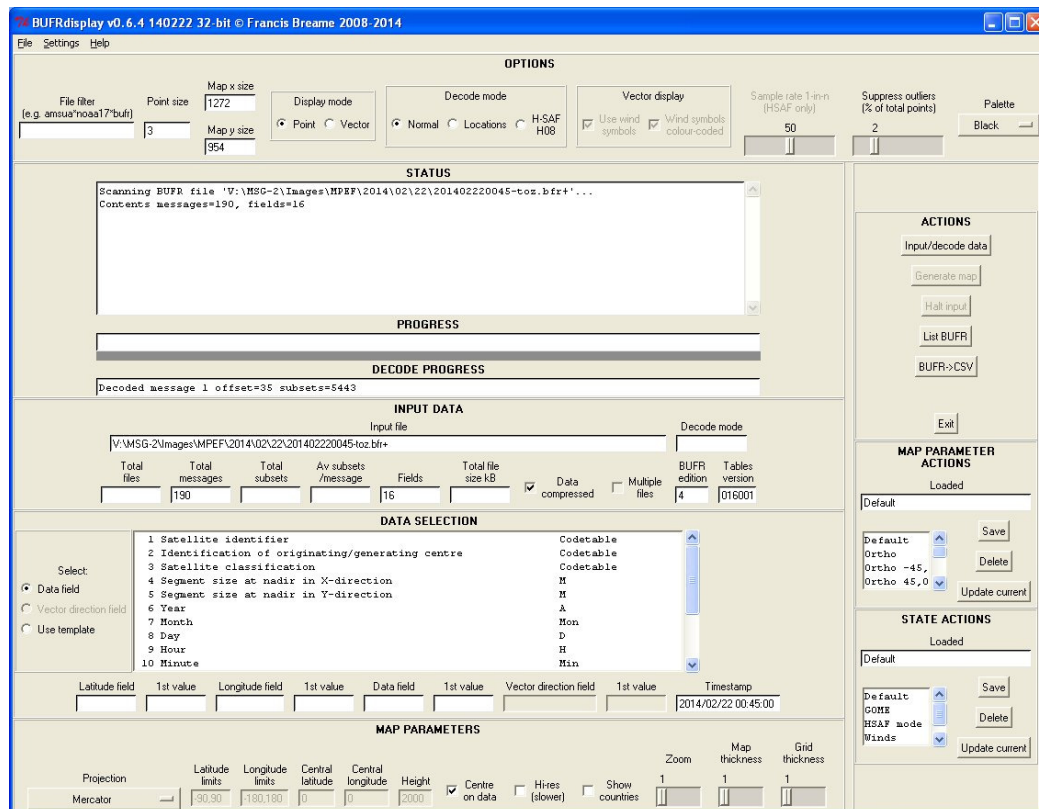 BUFRdisplay v0.6.4 140222 32-bit © Francis Breame 2008-2014
File Settings Help
OPTIONS
File filter
(e.g. amsua*noaa17*bufr)
Point size
3
Map x size
1272
Map y size
954
Display mode
Point Vector
Decode mode
Normal Locations H-SAF
H08
Vector display
Use wind
symbols
Wind symbols
colour-coded
Sample rate 1-in-n
(HSAF only)
50
Suppress outliers
(% of total points)
2
Palette
Black
STATUS
Scanning BUFR file 'V:\MSG-2\Images\MPEF\2014\02\22\201402220045-toz.bfr+'...
Contents messages=190, fields=16
PROGRESS
DECODE PROGRESS
Decoded message 1 offset=35 subsets=5443
ACTIONS
Input/decode data
Generate map
Halt input
List BUFR
BUFR->CSV
Exit
INPUT DATA
Input file
V:\MSG-2\Images\MPEF\2014\02\22\201402220045-toz.bfr+
Decode mode
Total
files
Total
messages
190
Total
subsets
Av subsets
/message
Fields
16
Total file
size kB
Data
compressed
Multiple
files
BUFR
edition
4
Tables
version
016001
MAP PARAMETER
ACTIONS
Loaded
Default
Default
Ortho
Ortho -45,
Ortho 45,0
Save
Delete
Update current
DATA SELECTION
Select:
Data field
Vector direction field
Use template
1 Satellite identifier Codetable
2 Identification of originating/generating centre Codetable
3 Satellite classification Codetable
4 Segment size at nadir in X-direction M
5 Segment size at nadir in Y-direction M
6 Year A
7 Month Mon
8 Day D
9 Hour H
10 Minute Min
Latitude field 1st value Longitude field 1st value Data field 1st value Vector direction field 1st value Timestamp
2014/02/22 00:45:00
STATE ACTIONS
Loaded
Default
Default
GOME
HSAF mode
Winds
Save
Delete
Update current
MAP PARAMETERS
Projection
Mercator
Latitude
limits
-90,90
Longitude
limits
-180,180
Central
latitude
0
Central
longitude
0
Height
2000
Centre
on data
Hi-res
(slower)
Show
counties
Zoom
1
Map
thickness
1
Grid
thickness
1